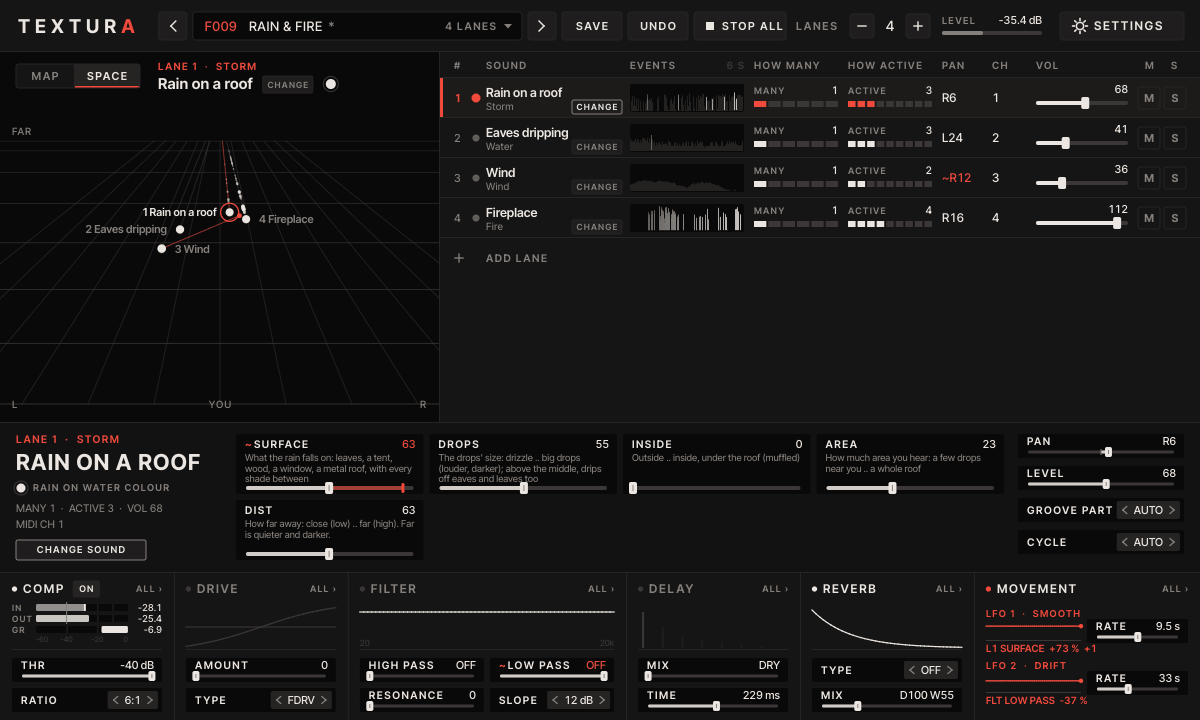 TEXTURA
F009 RAIN & FIRE * 4 LANES
SAVE
UNDO
STOP ALL
LANES
4
LEVEL -35.4 dB
SETTINGS
MAP
SPACE
LANE 1 · STORM
Rain on a roof CHANGE
FAR
1 Rain on a roof
2 Eaves dripping
3 Wind
4 Fireplace
L
YOU
R
# SOUND EVENTS 6 S HOW MANY HOW ACTIVE PAN CH VOL M S
1 Rain on a roof Storm CHANGE MANY 1 ACTIVE 3 R6 1 68 M S
2 Eaves dripping Water CHANGE MANY 1 ACTIVE 3 L24 2 41 M S
3 Wind Wind CHANGE MANY 1 ACTIVE 2 ~R12 3 36 M S
4 Fireplace Fire CHANGE MANY 1 ACTIVE 4 R16 4 112 M S
+ ADD LANE
LANE 1 · STORM
RAIN ON A ROOF
RAIN ON WATER COLOUR
MANY 1 · ACTIVE 3 · VOL 68
MIDI CH 1
CHANGE SOUND
~SURFACE 63
What the rain falls on: leaves, a tent,
wood, a window, a metal roof, with every
shade between
DROPS 55
The drops' size: drizzle .. big drops
(louder, darker); above the middle, drips
off eaves and leaves too
INSIDE 0
Outside .. inside, under the roof (muffled)
AREA 23
How much area you hear: a few drops
near you .. a whole roof
DIST 63
How far away: close (low) .. far (high). Far
is quieter and darker.
PAN R6
LEVEL 68
GROOVE PART < AUTO >
CYCLE < AUTO >
COMP ON ALL ›
IN -28.1
OUT -25.4
GR -6.9
-60 -40 -20 0
THR -40 dB
RATIO < 6:1 >
DRIVE ALL ›
AMOUNT 0
TYPE < FDRV >
FILTER ALL ›
20 20k
HIGH PASS OFF
~LOW PASS OFF
RESONANCE 0
SLOPE < 12 dB >
DELAY ALL ›
MIX DRY
TIME 229 ms
REVERB ALL ›
TYPE < OFF >
MIX D100 W55
MOVEMENT ALL ›
LFO 1 · SMOOTH
RATE 9.5 s
L1 SURFACE +73 % +1
LFO 2 · DRIFT
RATE 33 s
FLT LOW PASS -37 %